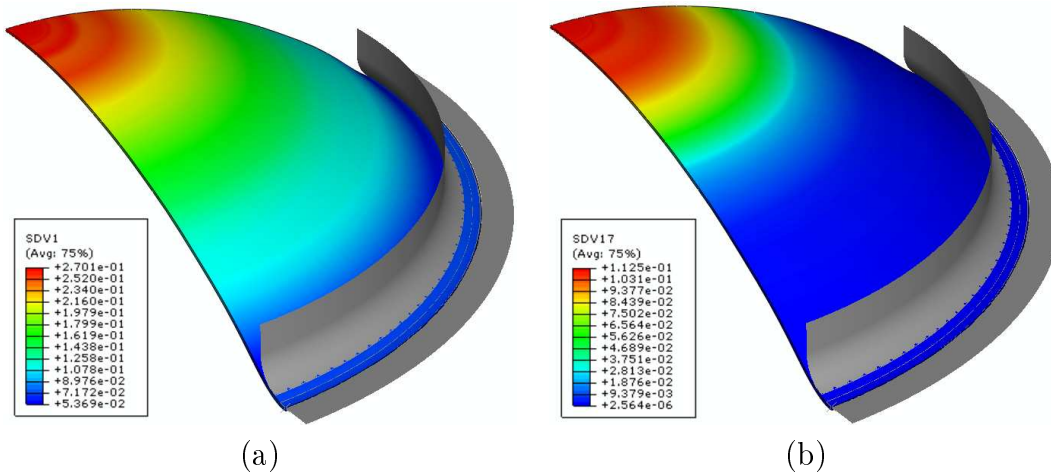 SDV1
(Avg: 75%)
+2.701e-01
+2.520e-01
+2.340e-01
+2.160e-01
+1.979e-01
+1.799e-01
+1.619e-01
+1.438e-01
+1.258e-01
+1.078e-01
+8.976e-02
+7.172e-02
+5.369e-02
SDV17
(Avg: 75%)
+1.125e-01
+1.031e-01
+9.377e-02
+8.439e-02
+7.502e-02
+6.564e-02
+5.626e-02
+4.689e-02
+3.751e-02
+2.813e-02
+1.876e-02
+9.379e-03
+2.564e-06
(a)
(b)